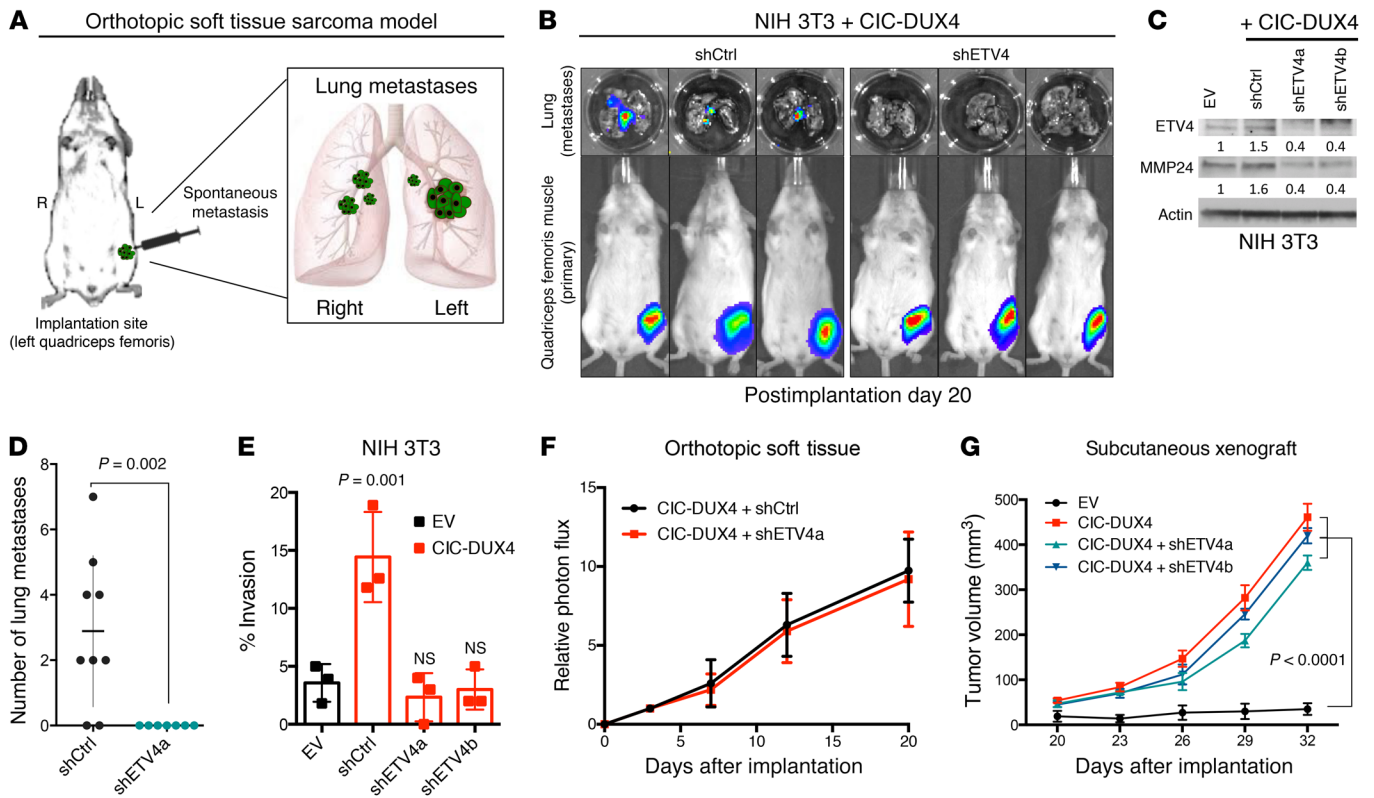 A
Orthotopic soft tissue sarcoma model
Lung metastases
R
L
Spontaneous
metastasis
Right
Left
Implantation site
(left quadriceps femoris)
B
NIH 3T3 + CIC-DUX4
shCtrl
shETV4
Lung
(metastases)
Quadriceps femoris muscle
(primary)
Postimplantation day 20
C
+ CIC-DUX4
EV
shCtrl
shETV4a
shETV4b
ETV4
1 1.5 0.4 0.4
MMP24
1 1.6 0.4 0.4
Actin
NIH 3T3
D
P = 0.002
Number of lung metastases
8
6
4
2
0
shCtrl
shETV4a
E
NIH 3T3
P = 0.001
EV
CIC-DUX4
% Invasion
20
15
10
5
0
NS
NS
EV
shCtrl
shETV4a
shETV4b
F
Orthotopic soft tissue
CIC-DUX4 + shCtrl
CIC-DUX4 + shETV4a
Relative photon flux
15
10
5
0
0 5 10 15 20
Days after implantation
G
Subcutaneous xenograft
EV
CIC-DUX4
CIC-DUX4 + shETV4a
CIC-DUX4 + shETV4b
Tumor volume (mm³)
500
400
300
200
100
0
P < 0.0001
20 23 26 29 32
Days after implantation